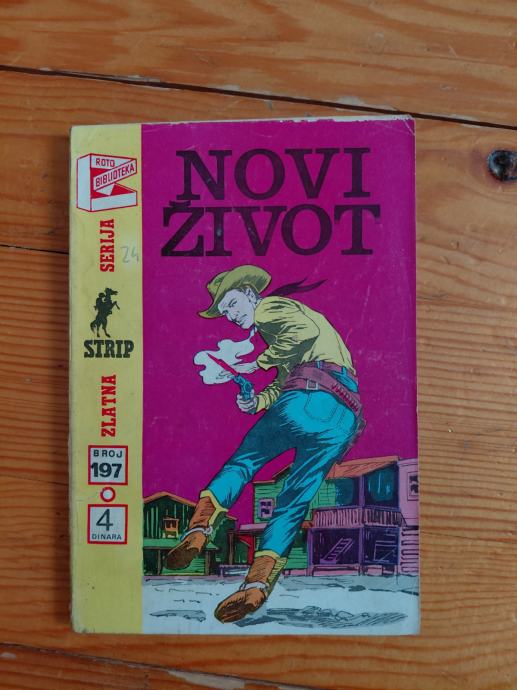 NOVI
ŽIVOT
ROTO
BIBLIOTEKA
SERIJA
24
STRIP
ZLATNA
BROJ
197
4
DINARA